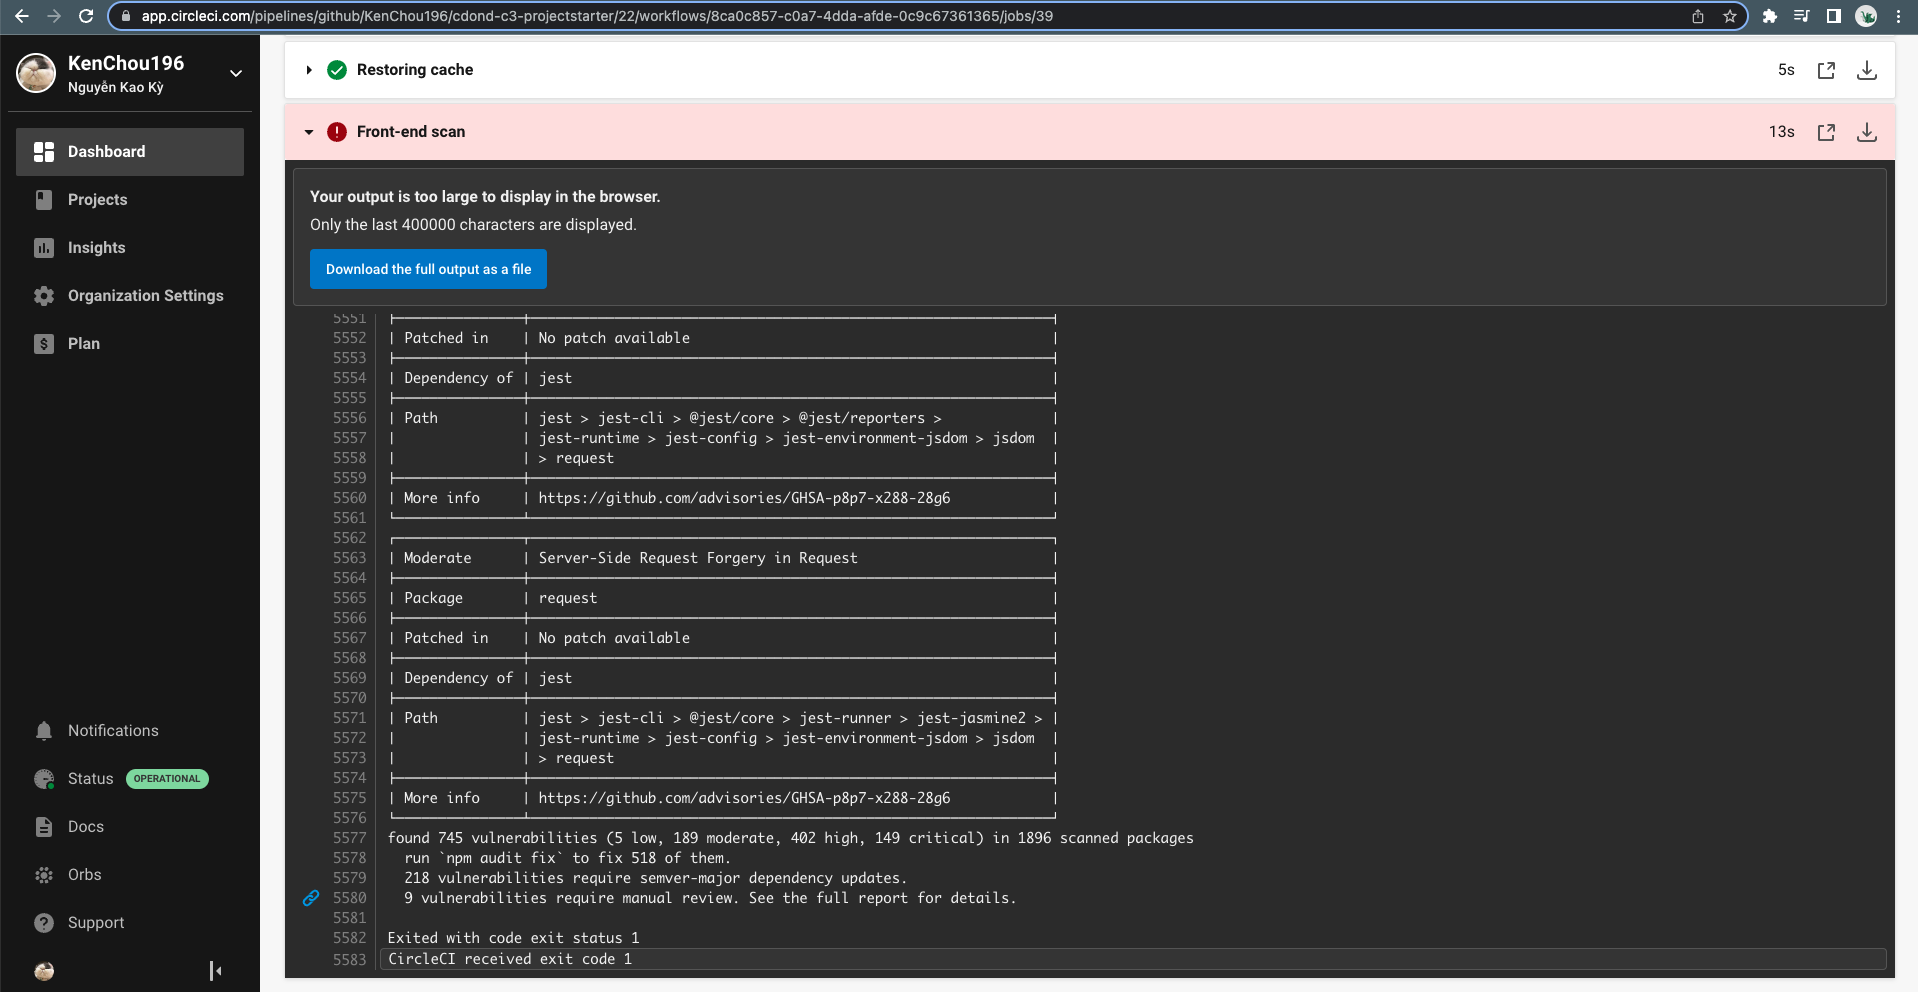 app.circleci.com/pipelines/github/KenChou196/cdond-c3-projectstarter/22/workflows/8ca0c857-c0a7-4dda-afde-0c9c67361365/jobs/39
KenChou196
Nguyễn Kao Kỳ
Dashboard
Projects
Insights
Organization Settings
Plan
Notifications
Status OPERATIONAL
Docs
Orbs
Support
Restoring cache 5s
Front-end scan 13s
Your output is too large to display in the browser.
Only the last 400000 characters are displayed.
Download the full output as a file
5551
5552 | Patched in | No patch available |
5553
5554 | Dependency of | jest |
5555
5556 | Path | jest > jest-cli > @jest/core > @jest/reporters > |
5557 | | jest-runtime > jest-config > jest-environment-jsdom > jsdom |
5558 | | > request |
5559
5560 | More info | https://github.com/advisories/GHSA-p8p7-x288-28g6 |
5561
5562
5563 | Moderate | Server-Side Request Forgery in Request |
5564
5565 | Package | request |
5566
5567 | Patched in | No patch available |
5568
5569 | Dependency of | jest |
5570
5571 | Path | jest > jest-cli > @jest/core > jest-runner > jest-jasmine2 > |
5572 | | jest-runtime > jest-config > jest-environment-jsdom > jsdom |
5573 | | > request |
5574
5575 | More info | https://github.com/advisories/GHSA-p8p7-x288-28g6 |
5576
5577 found 745 vulnerabilities (5 low, 189 moderate, 402 high, 149 critical) in 1896 scanned packages
5578 run `npm audit fix` to fix 518 of them.
5579 218 vulnerabilities require semver-major dependency updates.
5580 9 vulnerabilities require manual review. See the full report for details.
5581
5582 Exited with code exit status 1
5583 CircleCI received exit code 1